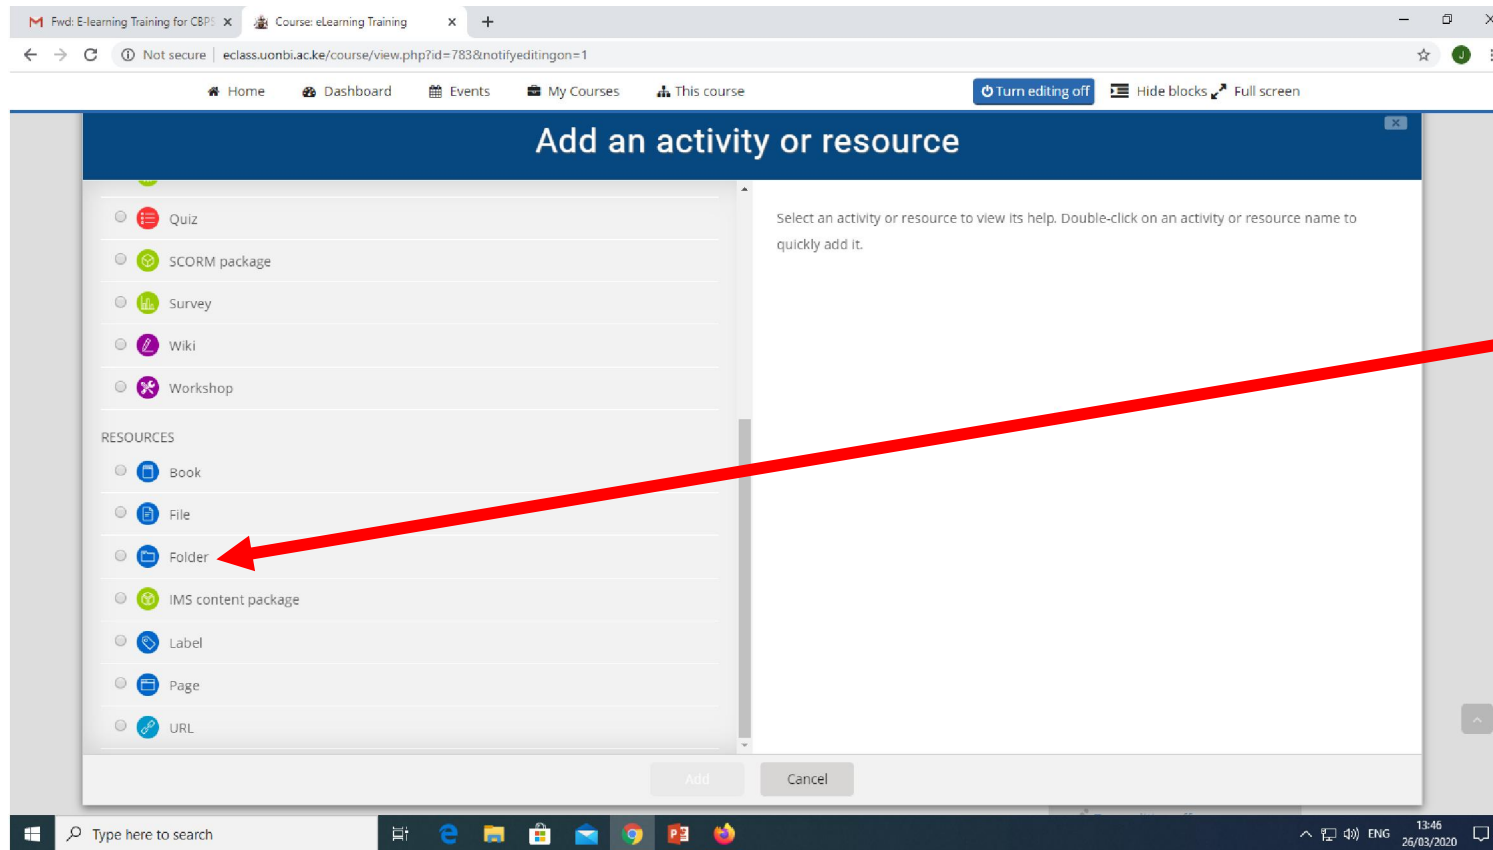 Fwd: E-learning Training for CBPS
Course: eLearning Training
Not secure | eclass.uonbi.ac.ke/course/view.php?id=783&notifyeditingon=1
J
Home Dashboard Events My Courses This course Turn editing off Hide blocks Full screen
Add an activity or resource
Quiz
SCORM package
Survey
Wiki
Workshop
RESOURCES
Book
File
Folder
IMS content package
Label
Page
URL
Select an activity or resource to view its help. Double-click on an activity or resource name to
quickly add it.
Add Cancel
Type here to search
ENG
13:46
26/03/2020